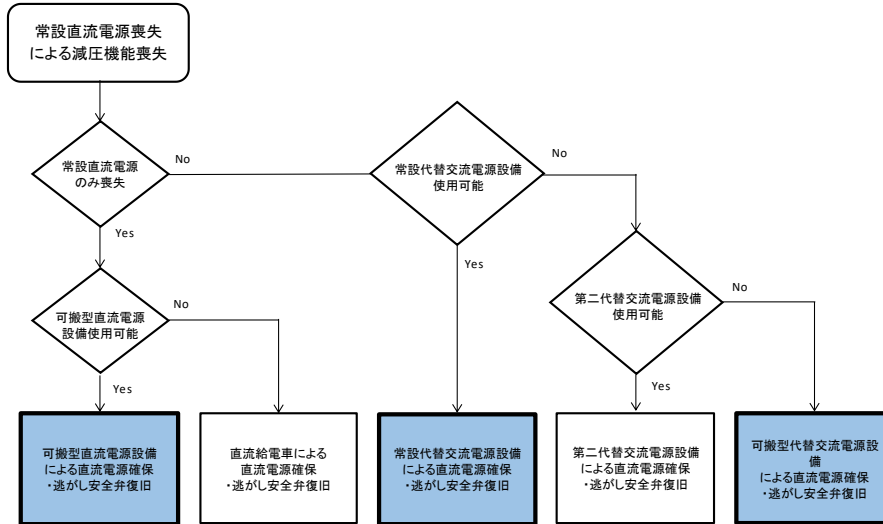 常設直流電源喪失
による減圧機能喪失
常設直流電源
のみ喪失
No
Yes
常設代替交流電源設備
使用可能
No
Yes
可搬型直流電源
設備使用可能
No
Yes
第二代替交流電源設備
使用可能
No
Yes
可搬型直流電源設備
による直流電源確保
・逃がし安全弁復旧
直流給電車による
直流電源確保
・逃がし安全弁復旧
常設代替交流電源設備
による直流電源確保
・逃がし安全弁復旧
第二代替交流電源設備
による直流電源確保
・逃がし安全弁復旧
可搬型代替交流電源設
備
による直流電源確保
・逃がし安全弁復旧